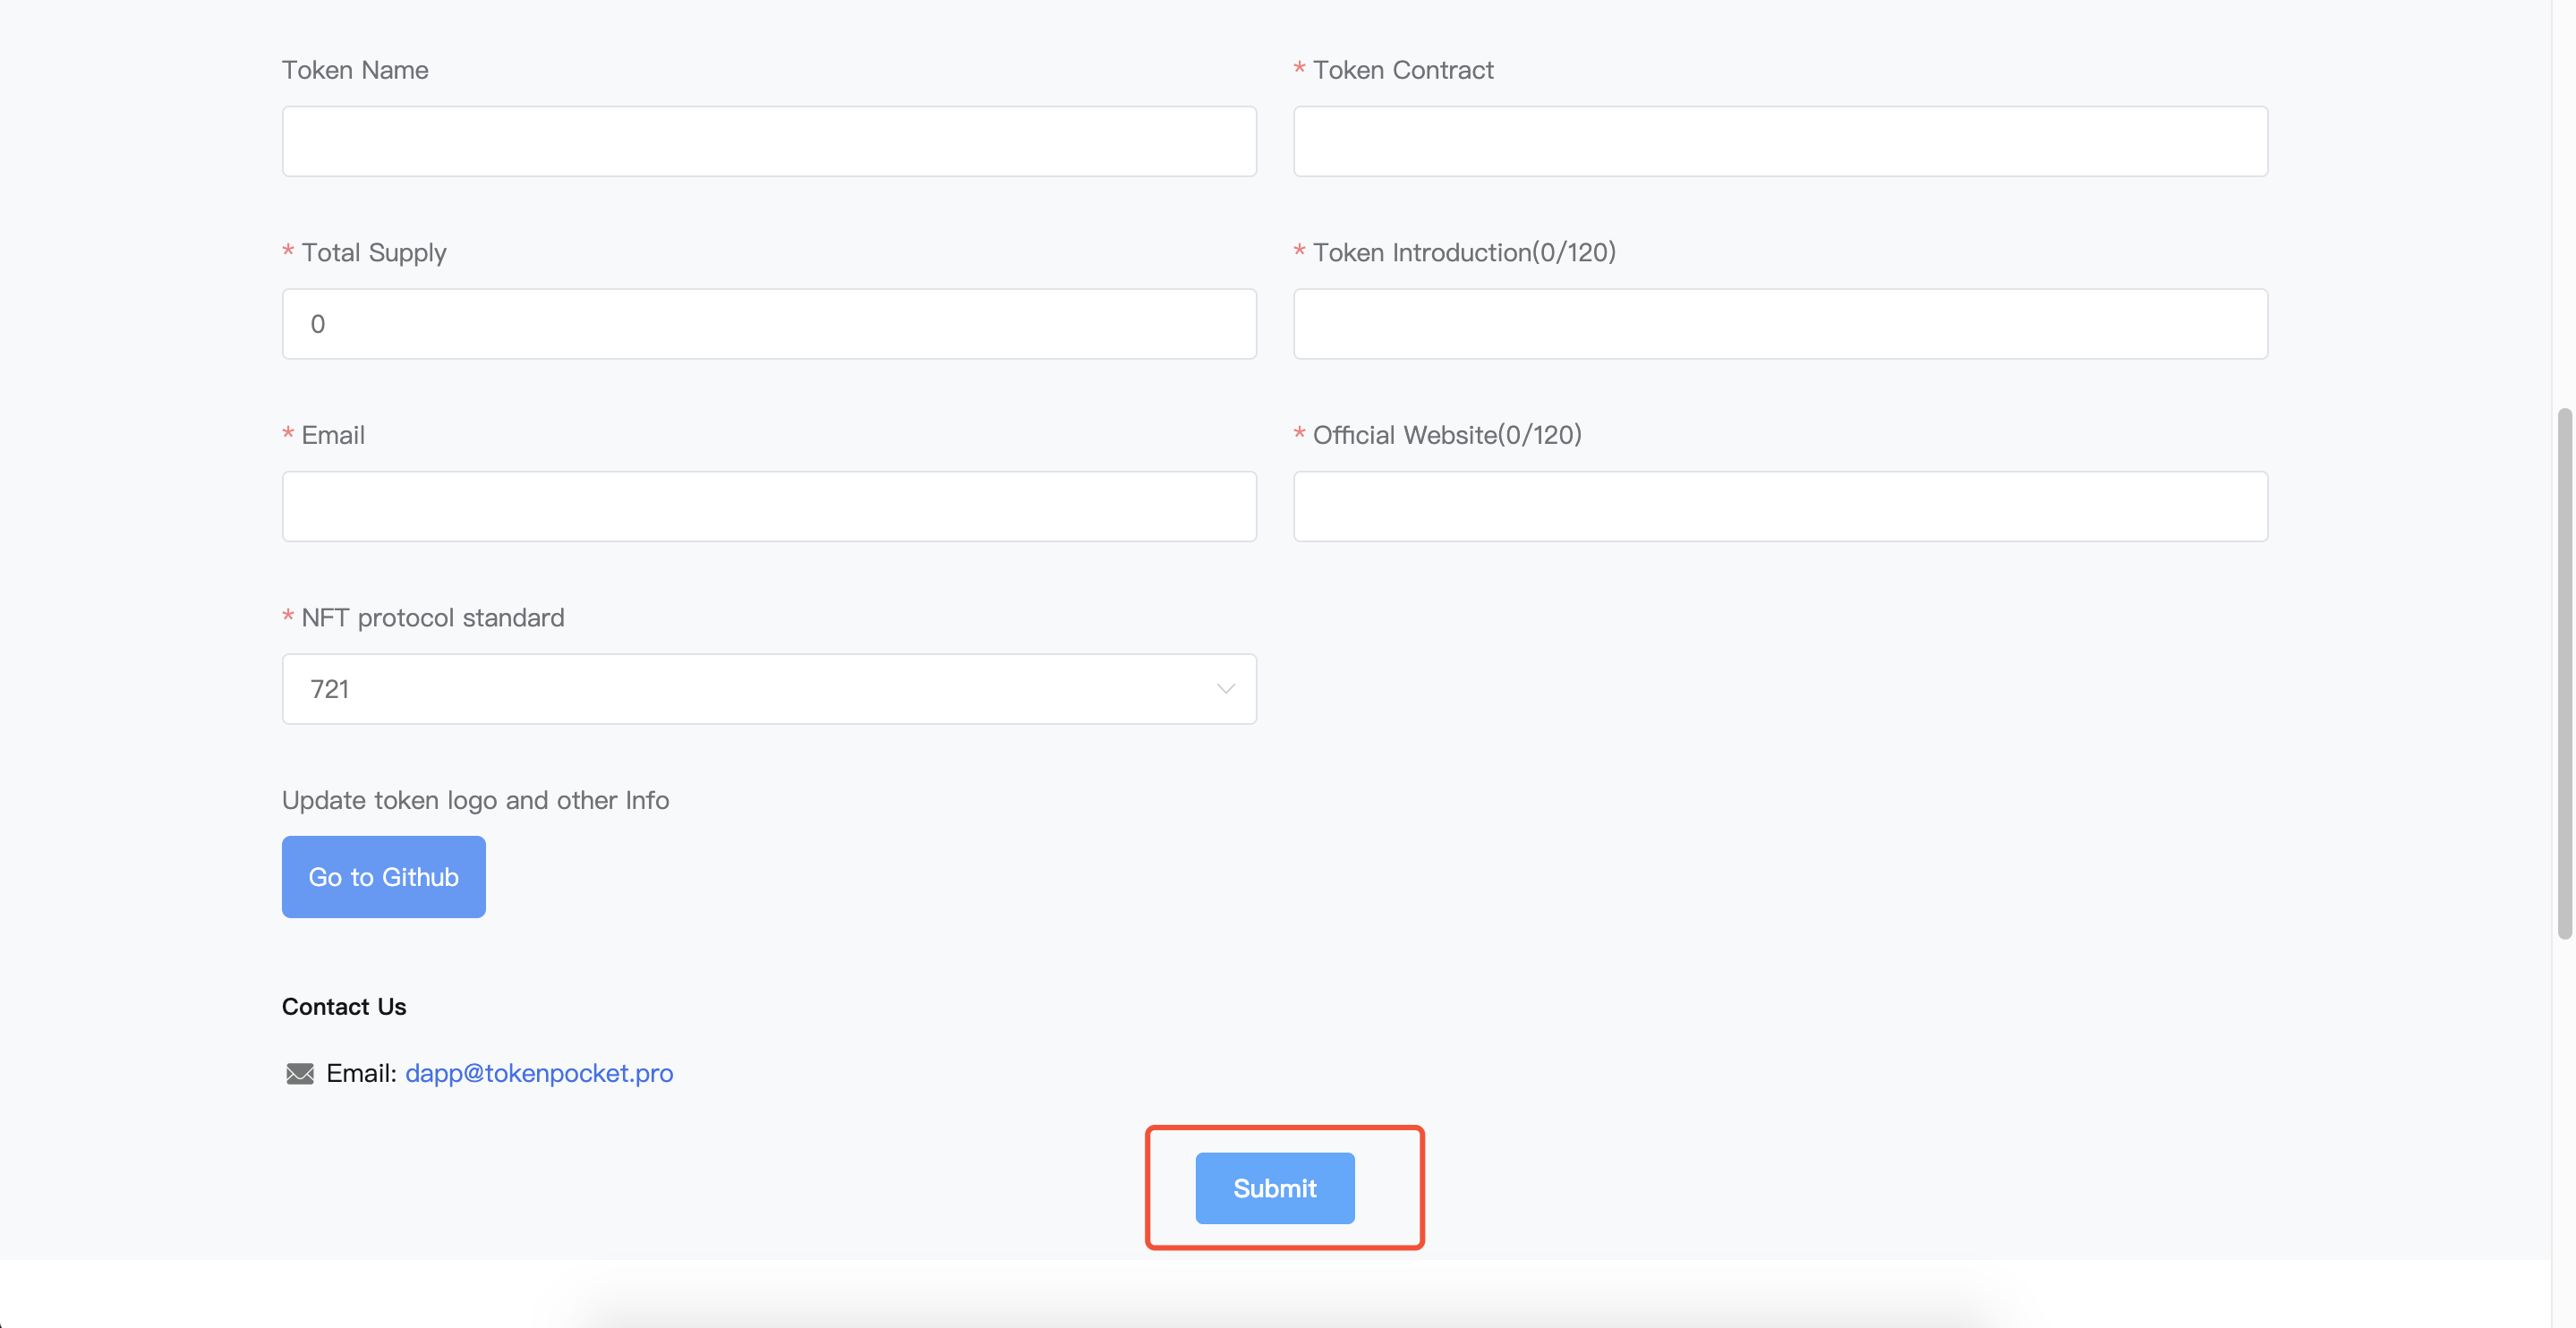 Token Name
* Token Contract
* Total Supply
* Token Introduction(0/120)
0
* Email
* Official Website(0/120)
* NFT protocol standard
721
Update token logo and other Info
Go to Github
Contact Us
Email: dapp@tokenpocket.pro
Submit